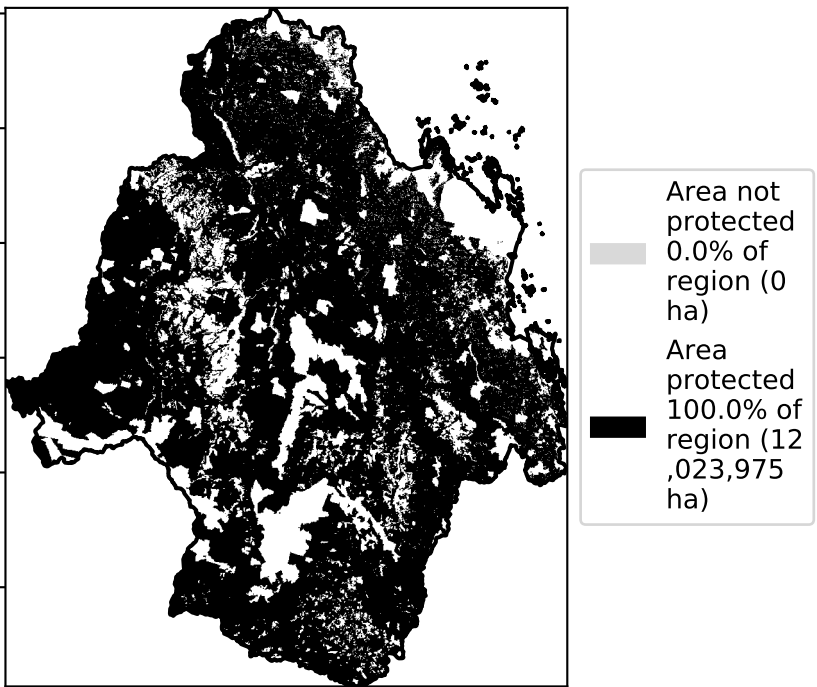 Area not
protected
0.0% of
region (0
ha)
Area
protected
100.0% of
region (12
,023,975
ha)